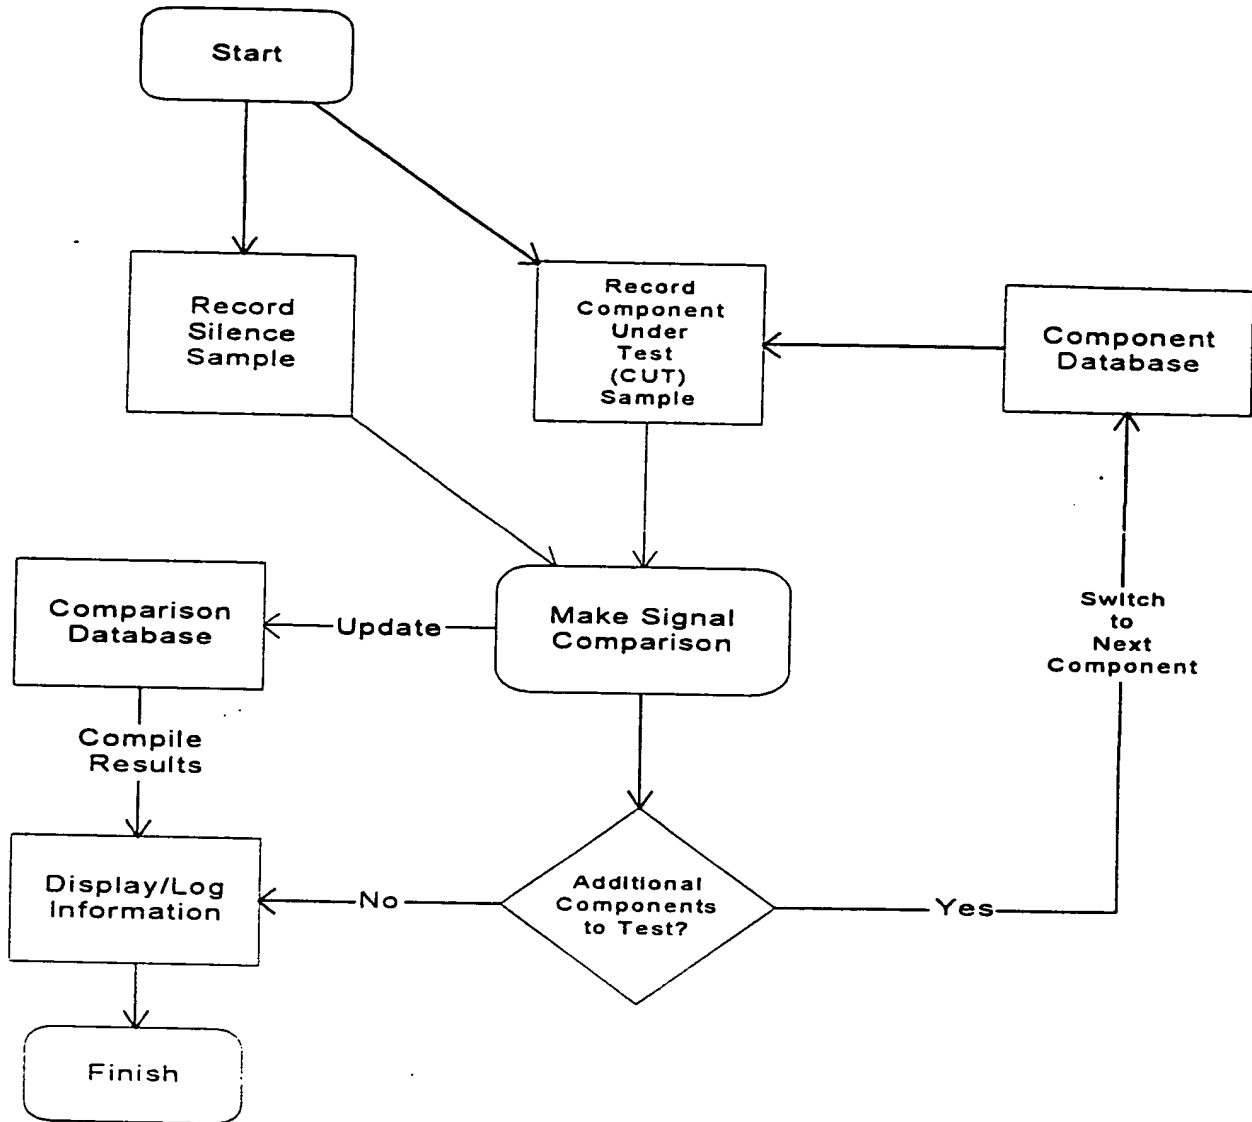 Start
Record
Silence
Sample
Record
Component
Under
Test
(CUT)
Sample
Component
Database
Comparison
Database
Update
Make Signal
Comparison
Switch
to
Next
Component
Compile
Results
Display/Log
Information
No
Additional
Components
to Test?
Yes
Finish